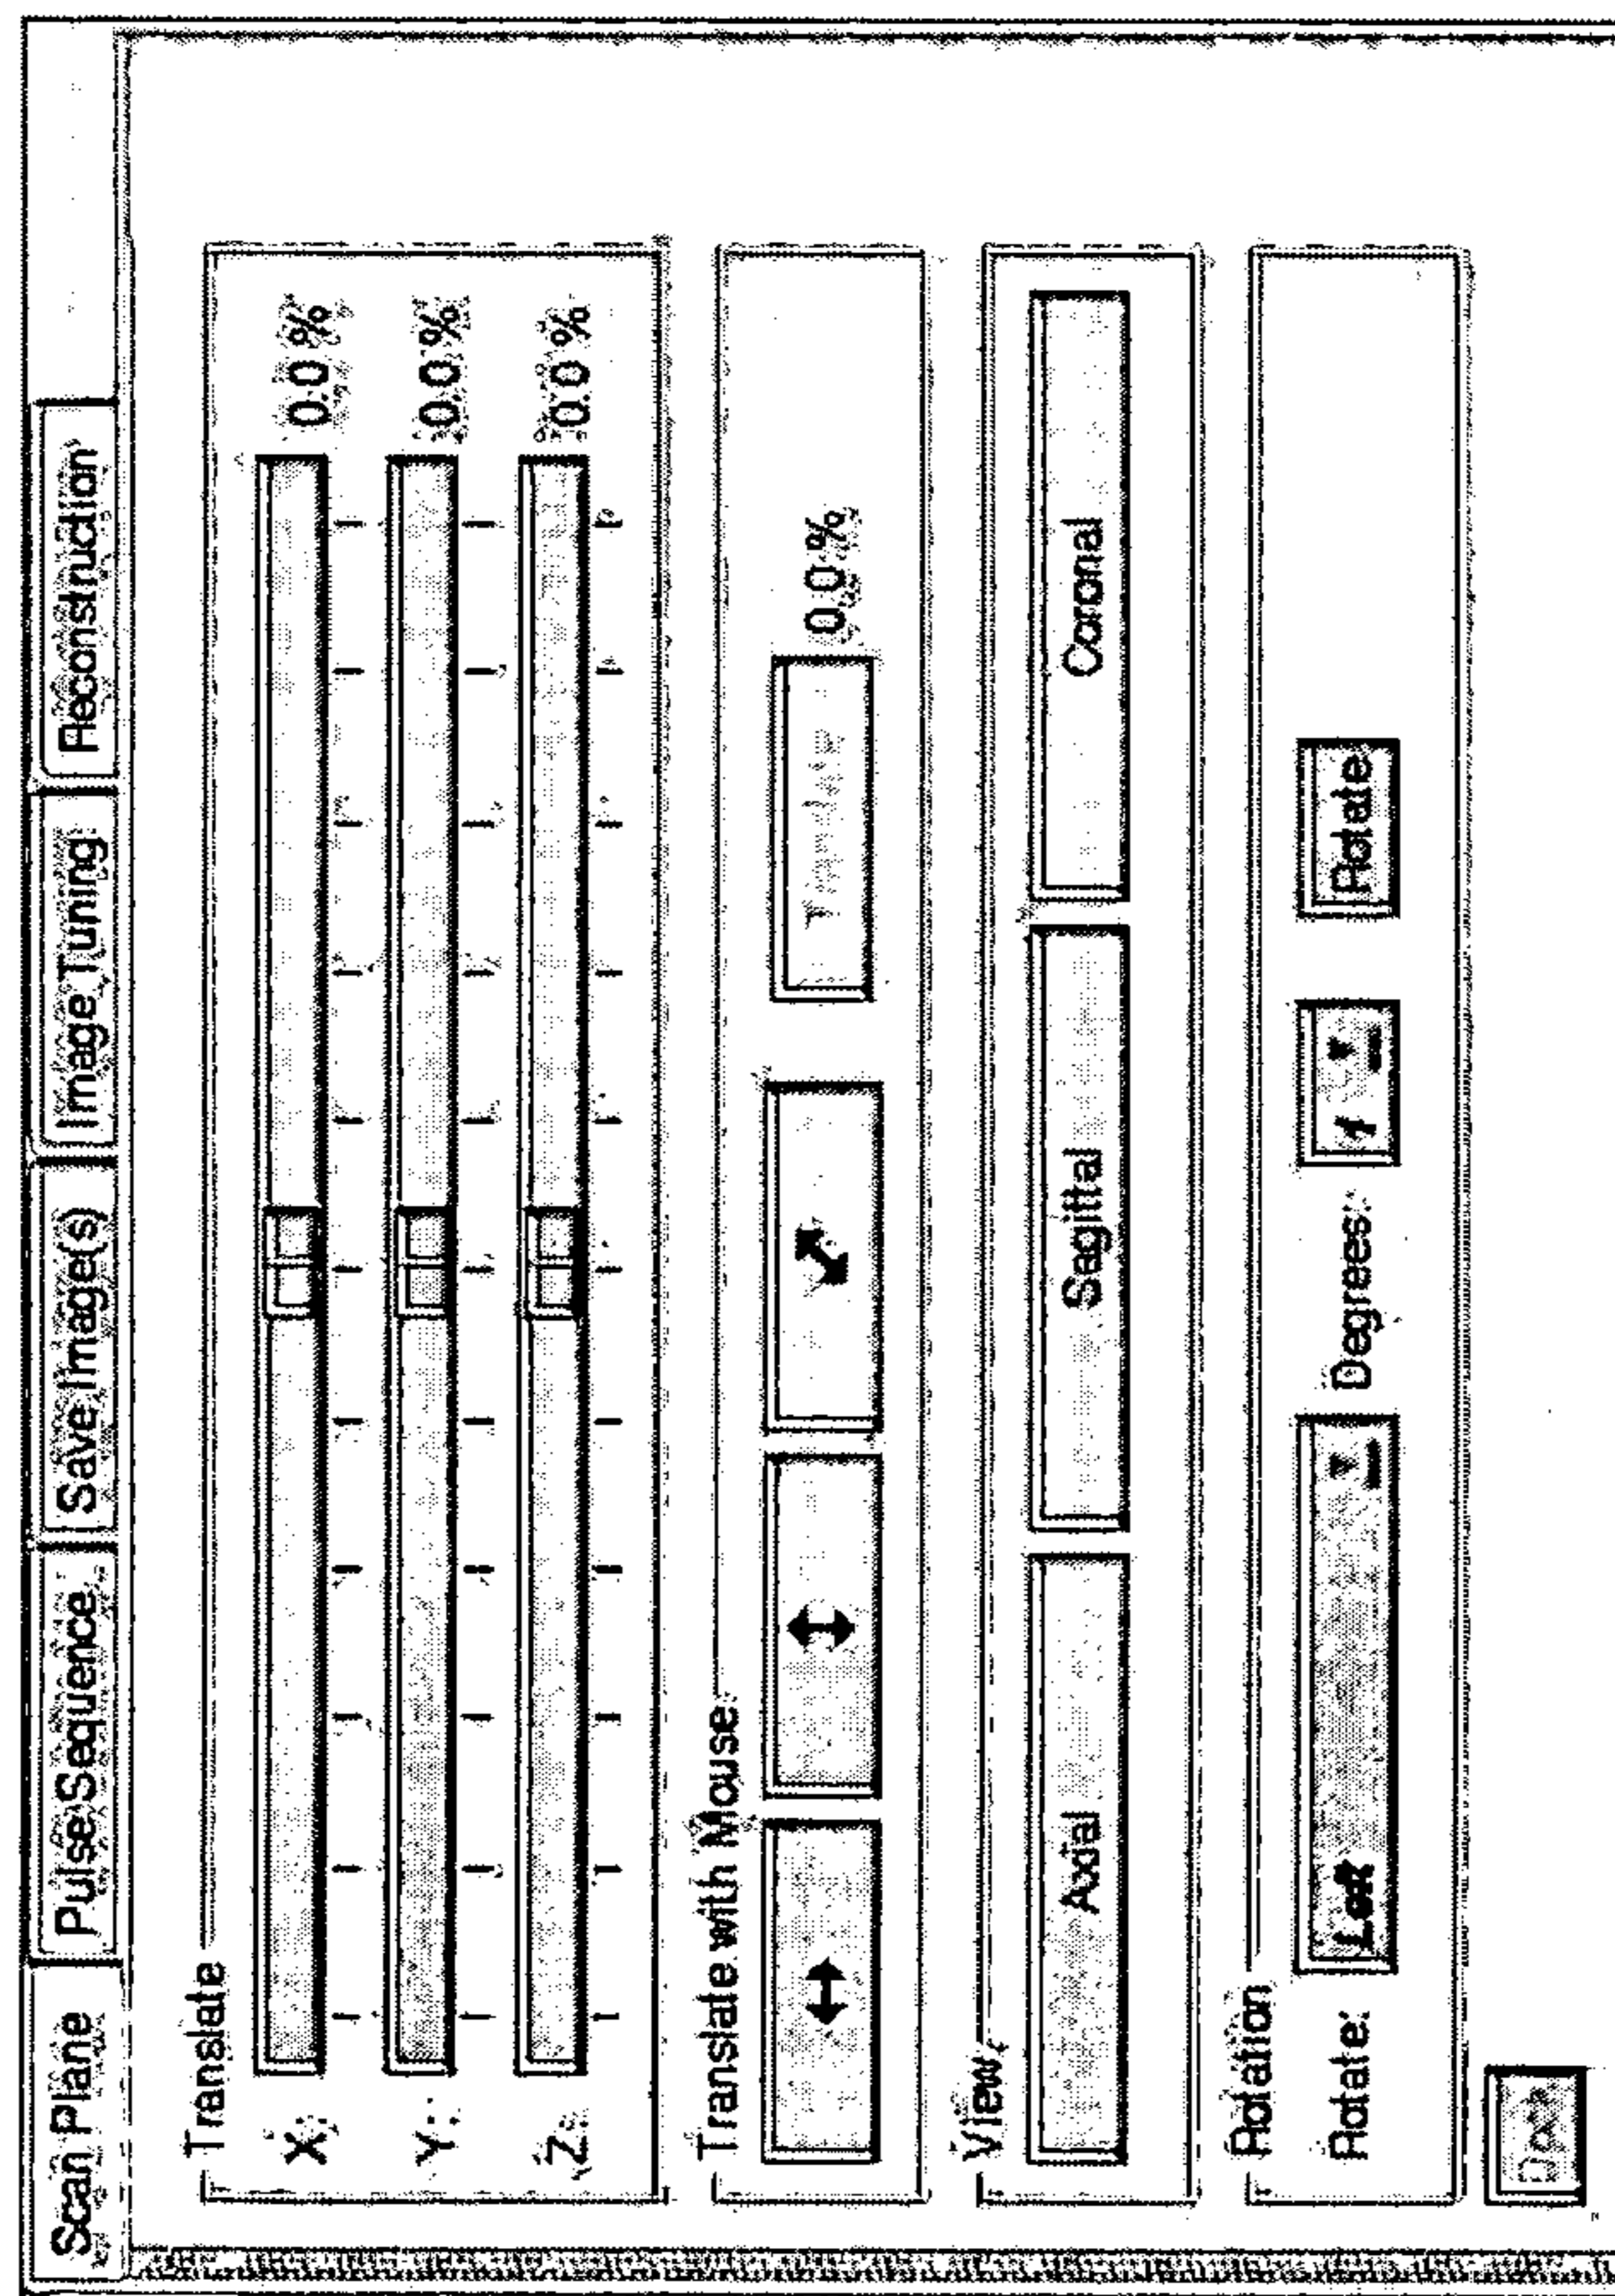 Scan Plane Pulse Sequence Save Image(s) Image Tuning Reconstruction
Translate
X: 0.0 %
Y: 0.0 %
Z: 0.0 %
Translate with Mouse
0.0 %
View
Axial Sagittal Coronal
Rotation
Rotate: Left Degrees: 1 Rotate